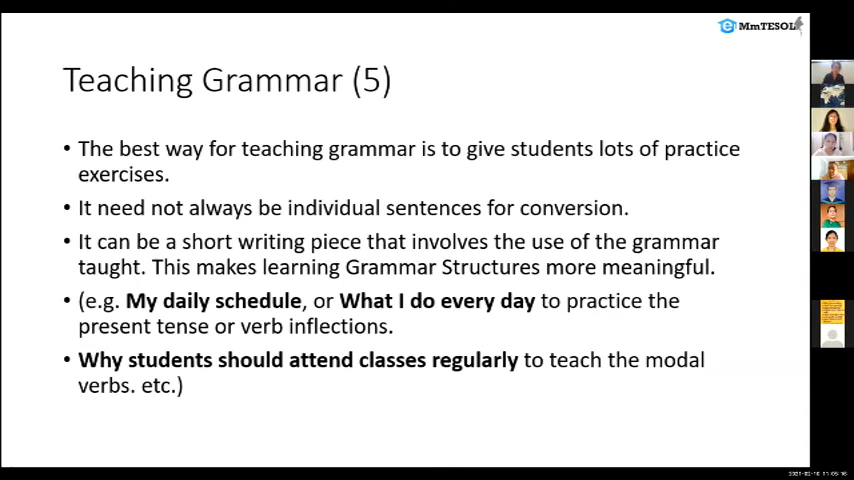 MmTESOL
Teaching Grammar (5)
• The best way for teaching grammar is to give students lots of practice
exercises.
• It need not always be individual sentences for conversion.
• It can be a short writing piece that involves the use of the grammar
taught. This makes learning Grammar Structures more meaningful.
• (e.g. My daily schedule, or What I do every day to practice the
present tense or verb inflections.
• Why students should attend classes regularly to teach the modal
verbs. etc.)